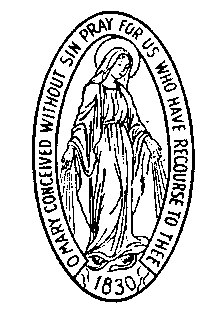 O MARY CONCEIVED WITHOUT SIN PRAY FOR US WHO HAVE RECOURSE TO THEE
1830